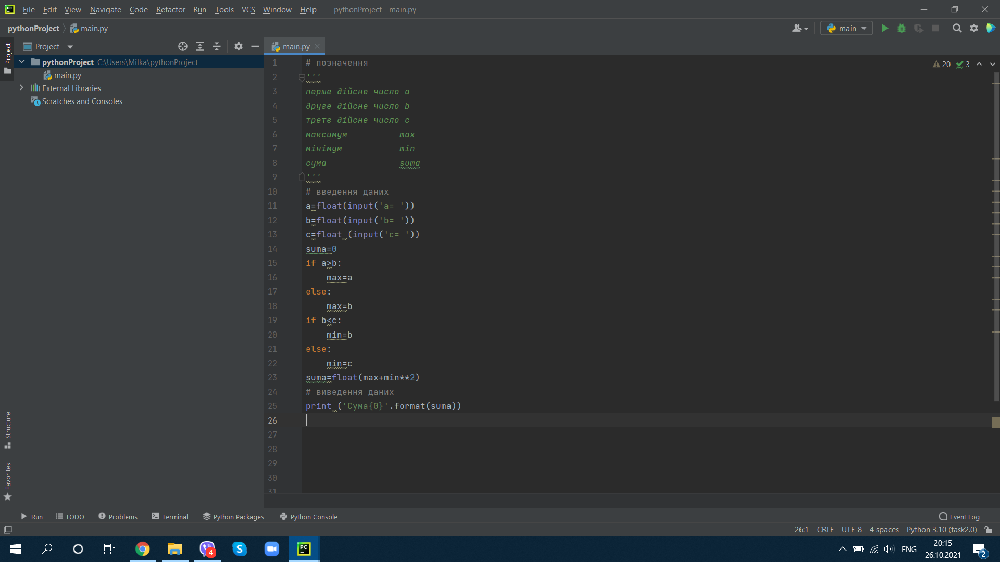 File Edit View Navigate Code Refactor Run Tools VCS Window Help pythonProject - main.py
pythonProject main.py main
Project main.py
Project
pythonProject C:\Users\Milka\pythonProject
main.py
External Libraries
Scratches and Consoles
Structure
Favorites
20 3
1 # позначення
2 '''
3 перше дійсне число a
4 друге дійсне число b
5 третє дійсне число c
6 максимум max
7 мінімум min
8 сума suma
9 '''
10 # введення даних
11 a=float(input('a= '))
12 b=float(input('b= '))
13 c=float (input('c= '))
14 suma=0
15 if a>b:
16 max=a
17 else:
18 max=b
19 if b<c:
20 min=b
21 else:
22 min=c
23 suma=float(max+min**2)
24 # виведення даних
25 print ('Сума{0}'.format(suma))
26
27
28
29
30
31
Run TODO Problems Terminal Python Packages Python Console Event Log
26:1 CRLF UTF-8 4 spaces Python 3.10 (task2.0)
4 ENG 20:15
26.10.2021 2